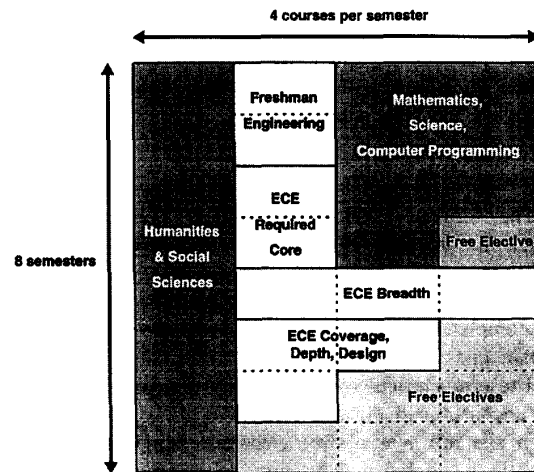 4 courses per semester
Freshman
Engineering
Mathematics,
Science,
Computer Programming
ECE
Required
Core
Humanities
& Social
Sciences
Free Elective
8 semesters
ECE Breadth
ECE Coverage,
Depth, Design
Free Electives